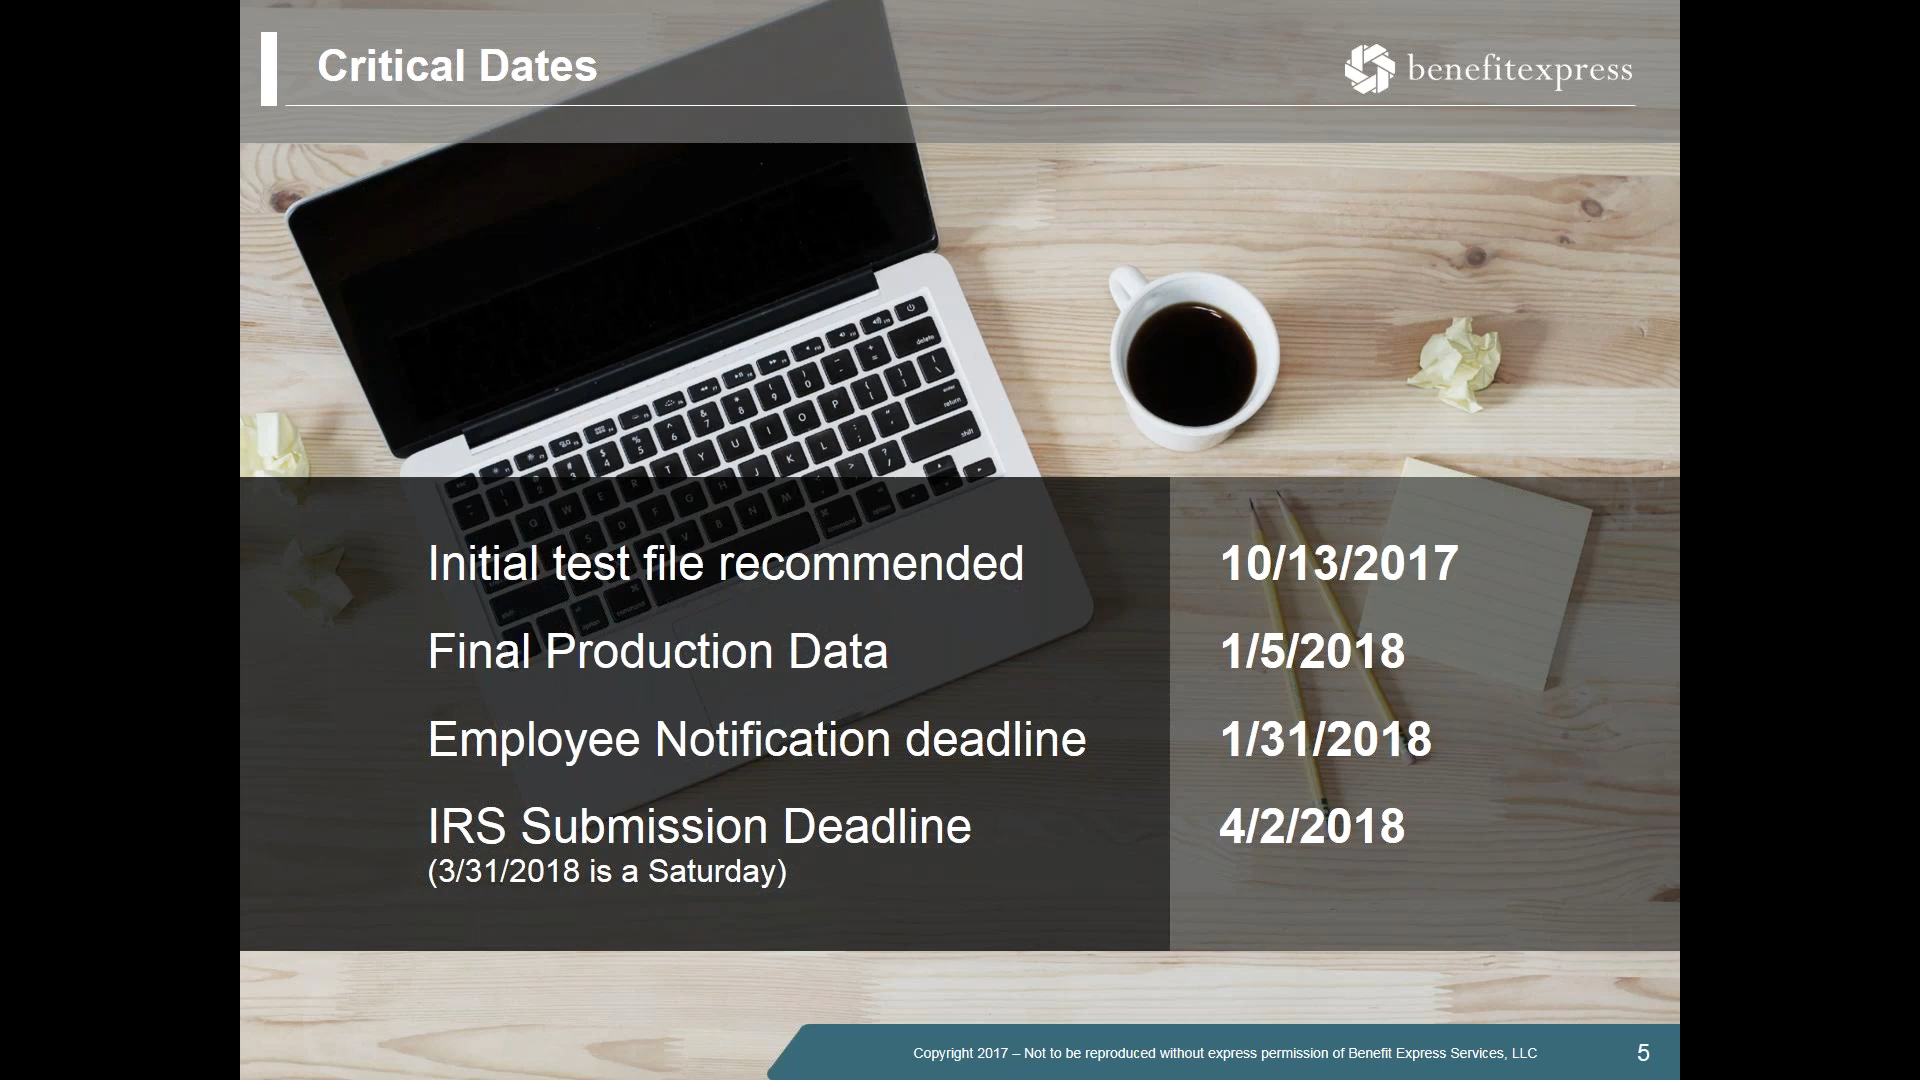 Critical Dates
benefitexpress
Initial test file recommended 10/13/2017
Final Production Data 1/5/2018
Employee Notification deadline 1/31/2018
IRS Submission Deadline 4/2/2018
(3/31/2018 is a Saturday)
Copyright 2017 – Not to be reproduced without express permission of Benefit Express Services, LLC 5